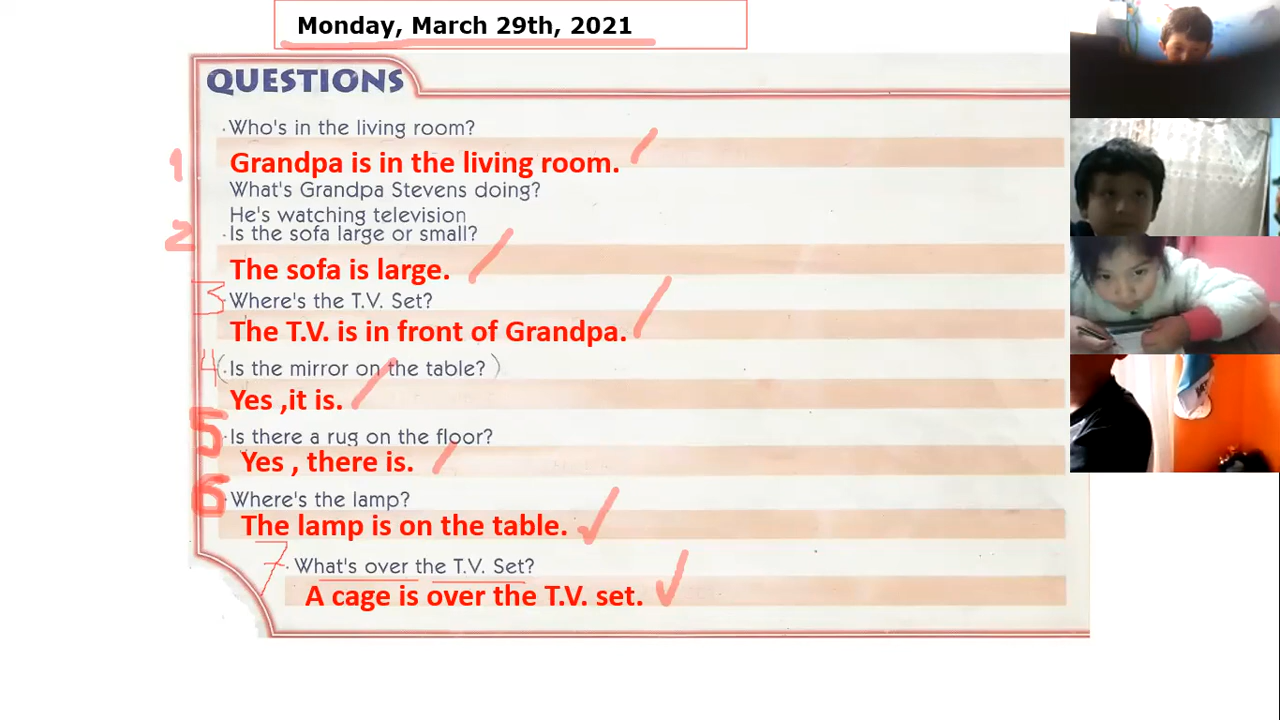 Monday, March 29th, 2021
QUESTIONS
· Who's in the living room?
1 Grandpa is in the living room.
What's Grandpa Stevens doing?
He's watching television
2 · Is the sofa large or small?
The sofa is large.
3 · Where's the T.V. Set?
The T.V. is in front of Grandpa.
4 (· Is the mirror on the table?)
Yes ,it is.
5 · Is there a rug on the floor?
Yes , there is.
6 · Where's the lamp?
The lamp is on the table.
7 · What's over the T.V. Set?
A cage is over the T.V. set.